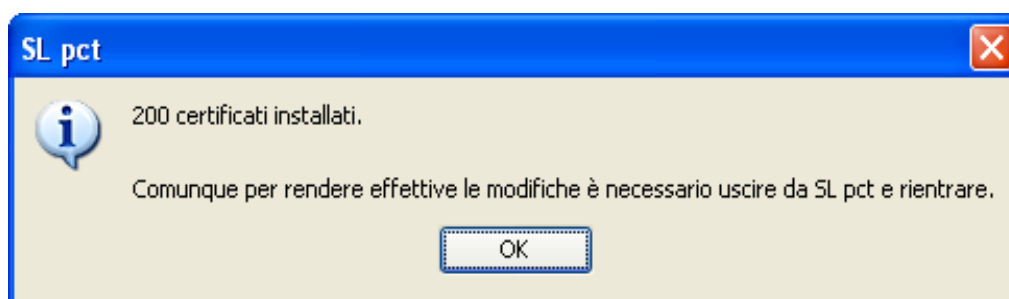 SL pct
200 certificati installati.
Comunque per rendere effettive le modifiche è necessario uscire da SL pct e rientrare.
OK